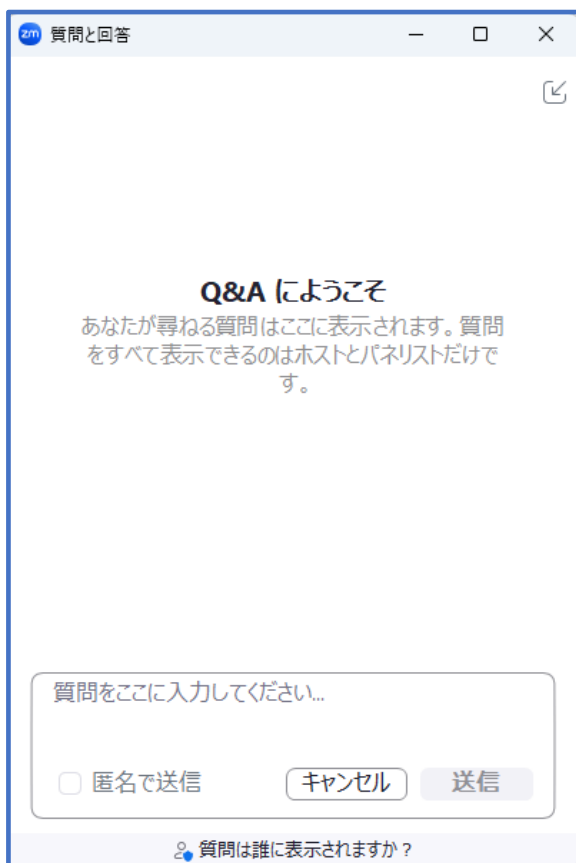 zm 質問と回答
Q&A にようこそ
あなたが尋ねる質問はここに表示されます。質問
をすべて表示できるのはホストとパネリストだけで
す。
質問をここに入力してください...
匿名で送信 キャンセル 送信
質問は誰に表示されますか？